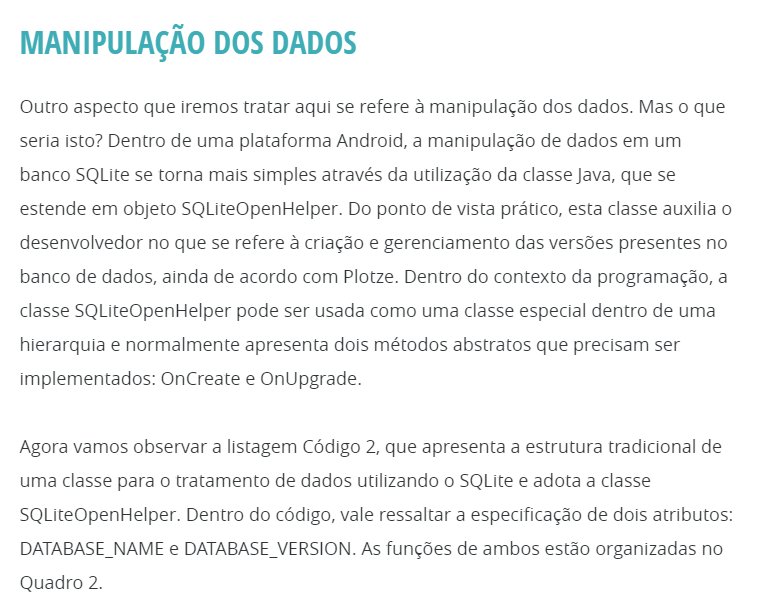 MANIPULAÇÃO DOS DADOS
Outro aspecto que iremos tratar aqui se refere à manipulação dos dados. Mas o que
seria isto? Dentro de uma plataforma Android, a manipulação de dados em um
banco SQLite se torna mais simples através da utilização da classe Java, que se
estende em objeto SQLiteOpenHelper. Do ponto de vista prático, esta classe auxilia o
desenvolvedor no que se refere à criação e gerenciamento das versões presentes no
banco de dados, ainda de acordo com Plotze. Dentro do contexto da programação, a
classe SQLiteOpenHelper pode ser usada como uma classe especial dentro de uma
hierarquia e normalmente apresenta dois métodos abstratos que precisam ser
implementados: OnCreate e OnUpgrade.
Agora vamos observar a listagem Código 2, que apresenta a estrutura tradicional de
uma classe para o tratamento de dados utilizando o SQLite e adota a classe
SQLiteOpenHelper. Dentro do código, vale ressaltar a especificação de dois atributos:
DATABASE_NAME e DATABASE_VERSION. As funções de ambos estão organizadas no
Quadro 2.